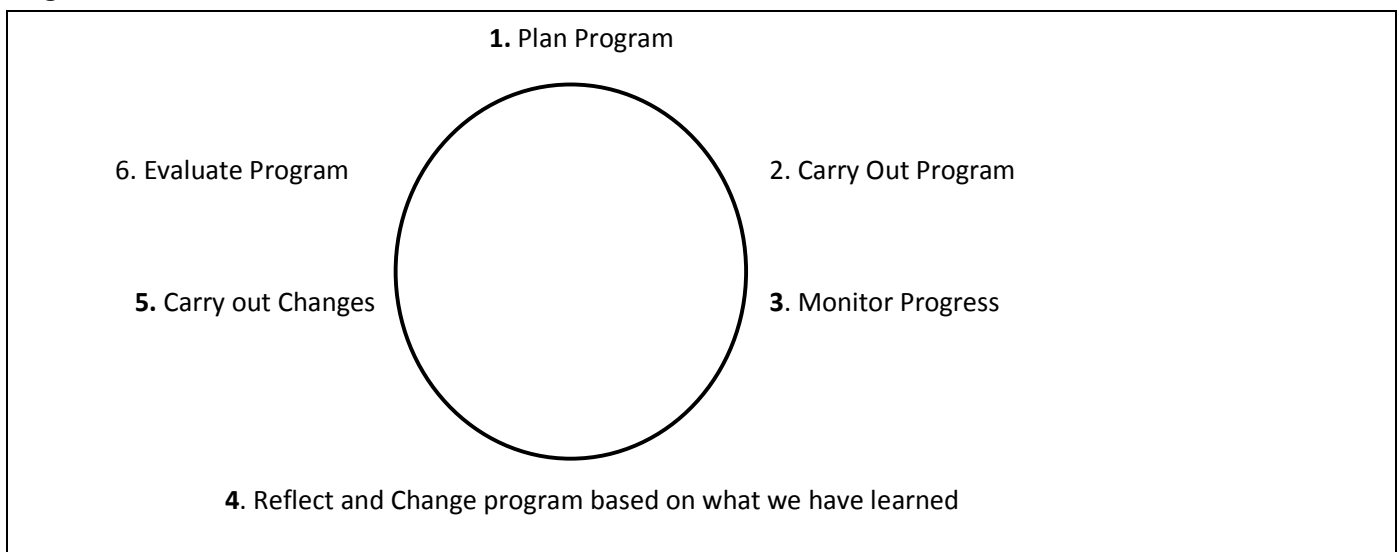 1. Plan Program
6. Evaluate Program
2. Carry Out Program
5. Carry out Changes
3. Monitor Progress
4. Reflect and Change program based on what we have learned